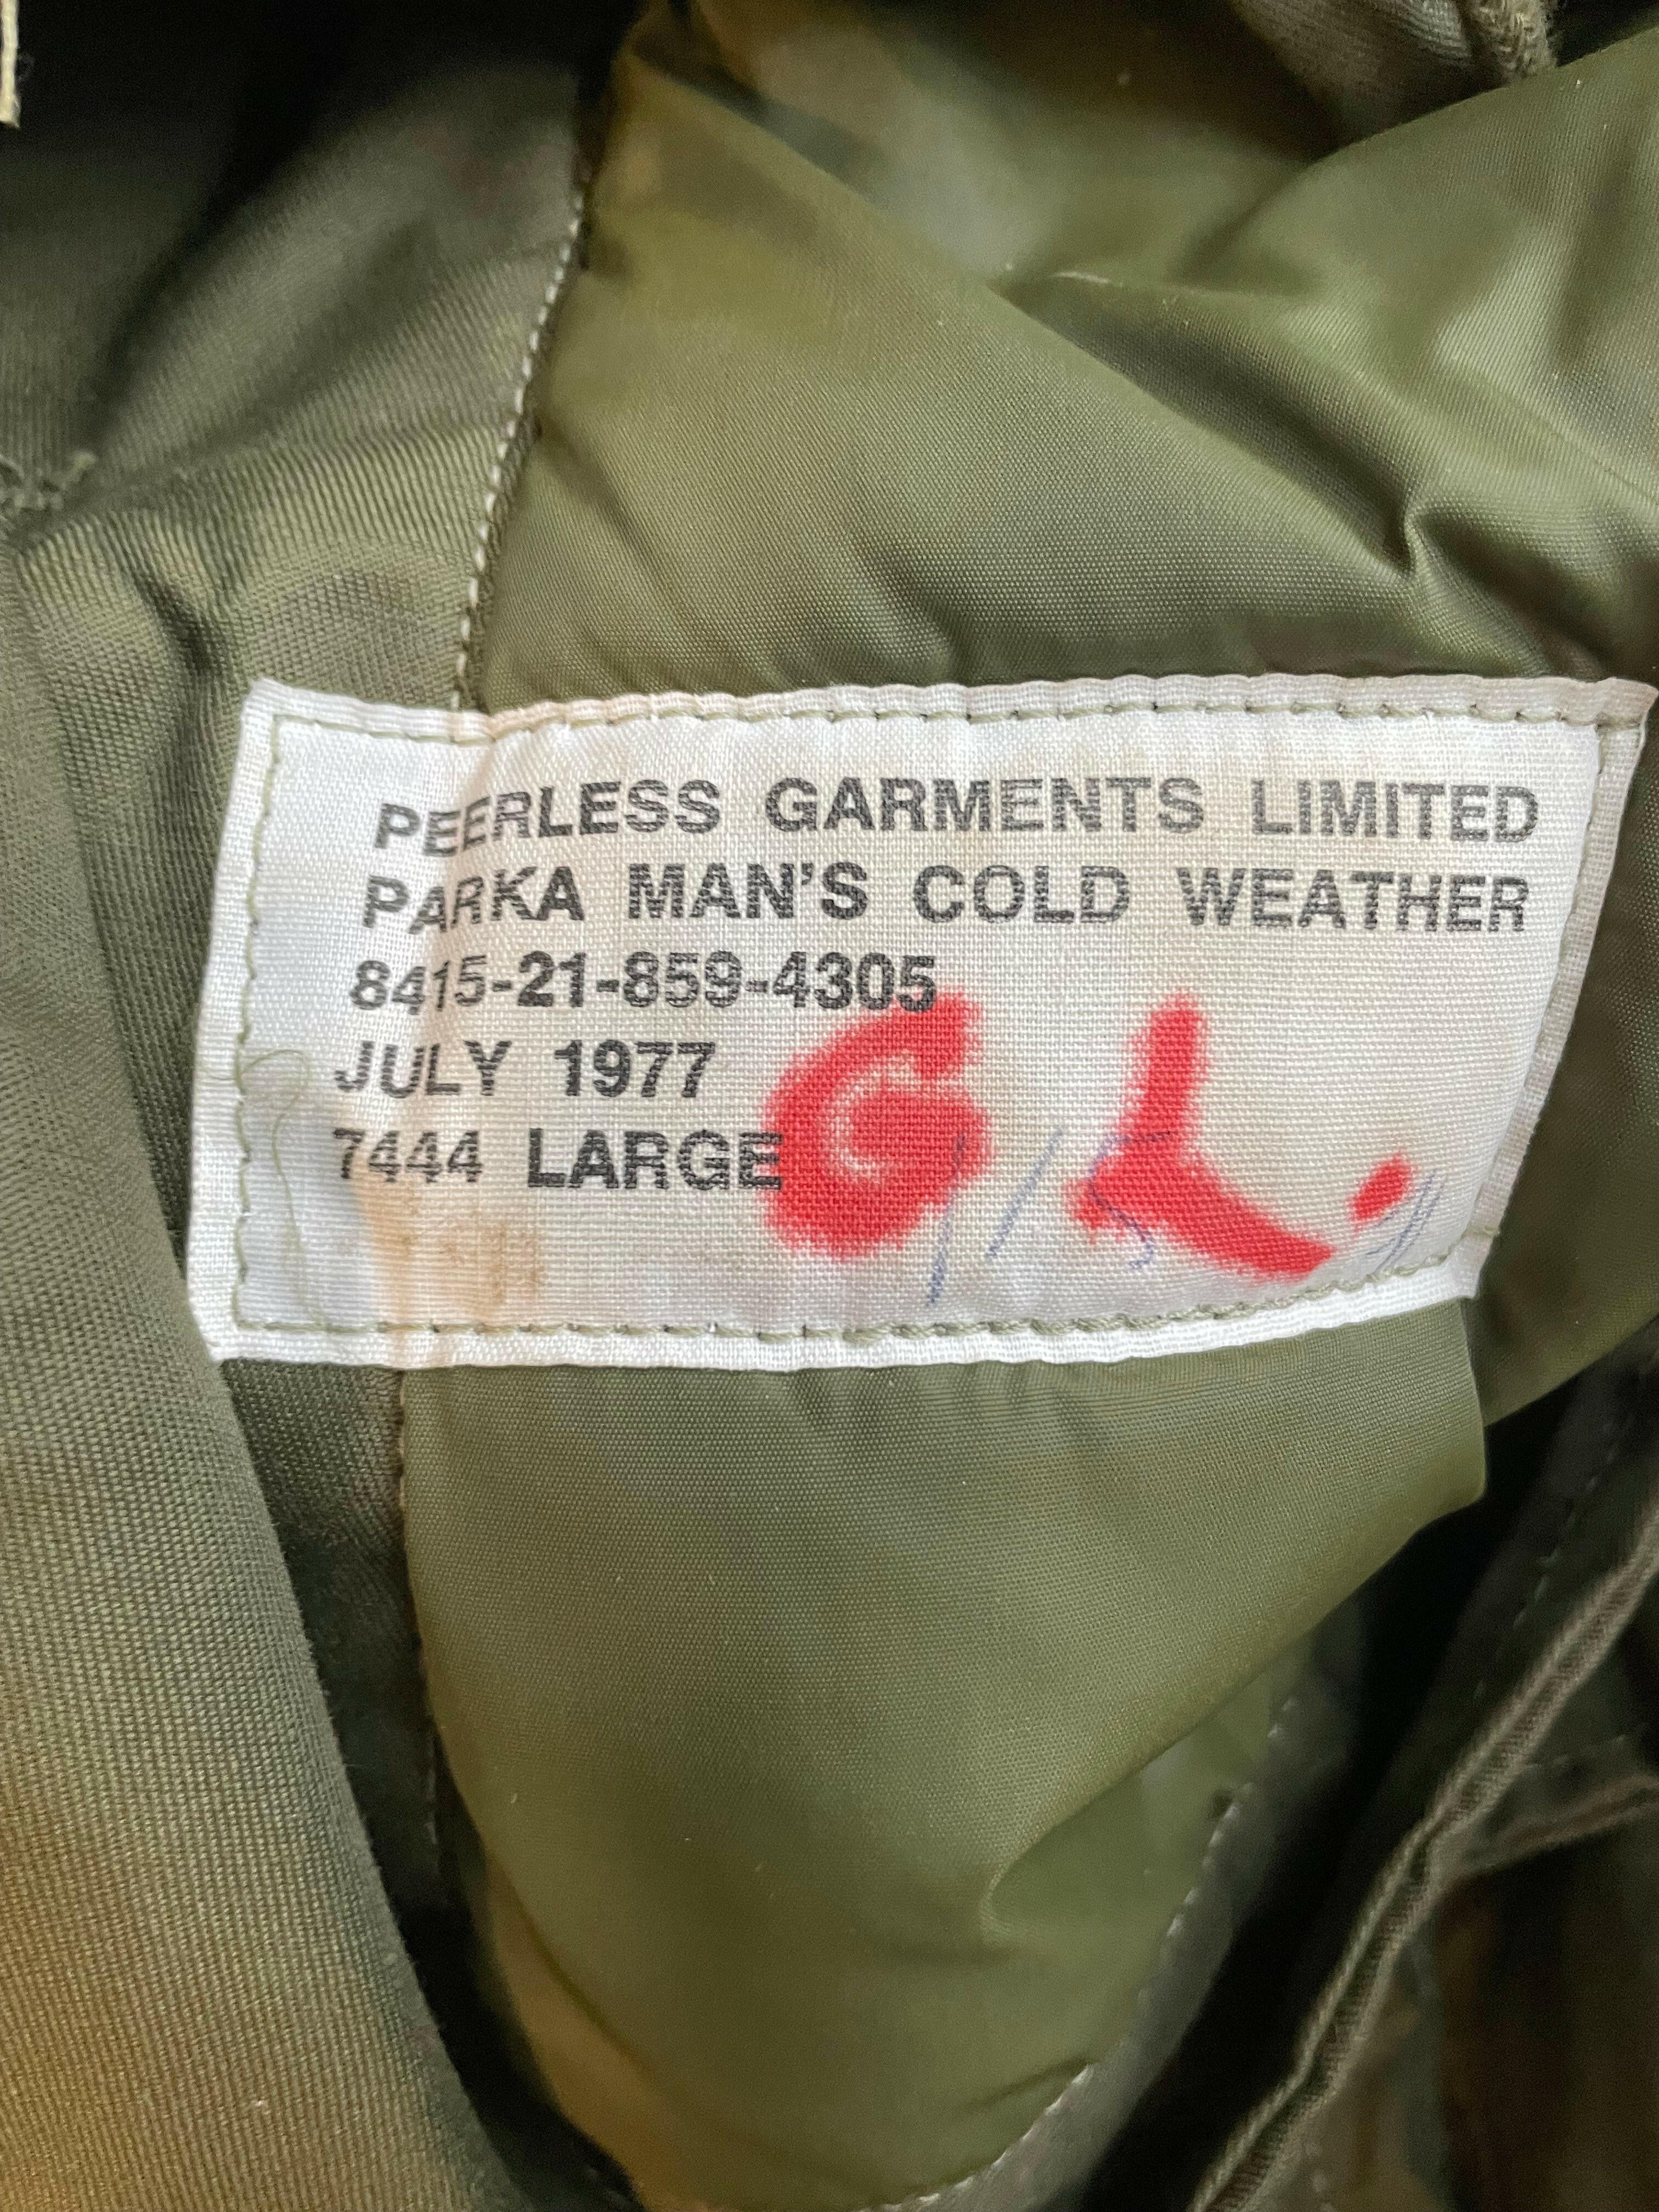 PEERLESS GARMENTS LIMITED
PARKA MAN'S COLD WEATHER
8415-21-859-4305
JULY 1977
7444 LARGE
G L.